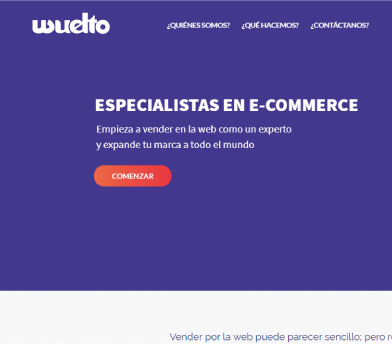 wuelto
¿QUIÉNES SOMOS? ¿QUÉ HACEMOS? ¿CONTÁCTANOS?
ESPECIALISTAS EN E-COMMERCE
Empieza a vender en la web como un experto
y expande tu marca a todo el mundo
COMENZAR
Vender por la web puede parecer sencillo; pero